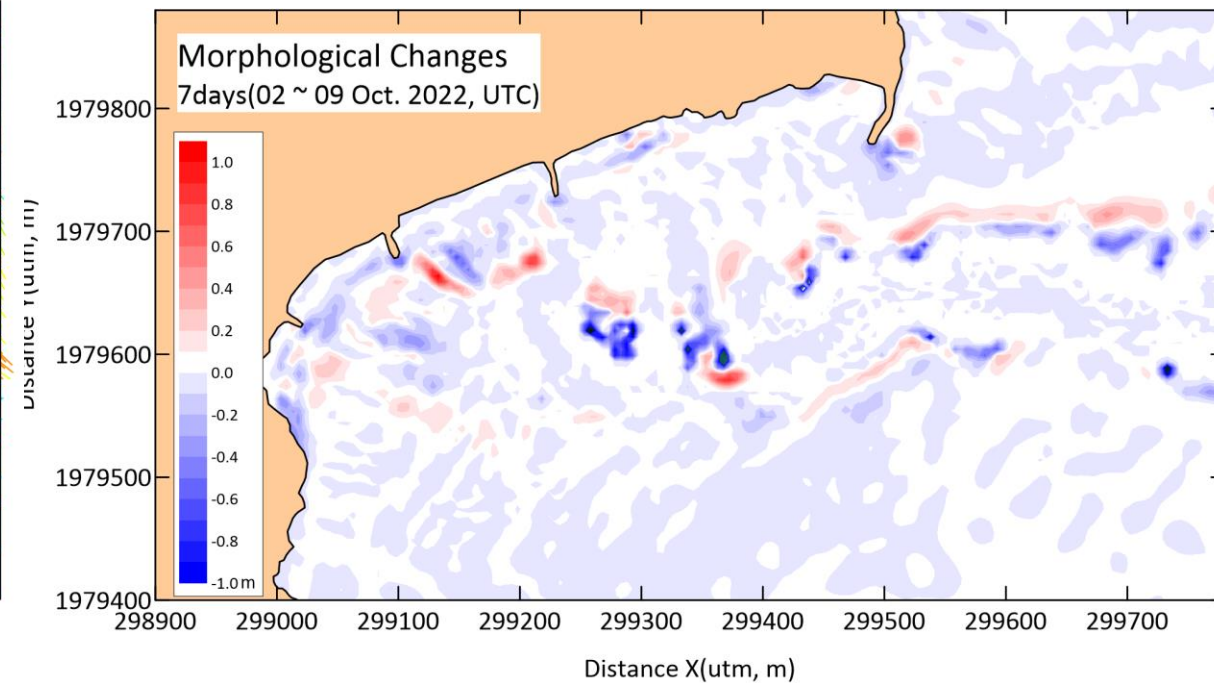 Morphological Changes
7days(02 ~ 09 Oct. 2022, UTC)
1.0
0.8
0.6
0.4
0.2
0.0
-0.2
-0.4
-0.6
-0.8
-1.0 m
1979800
1979700
1979600
1979500
1979400
Distance Y(utm, m)
298900 299000 299100 299200 299300 299400 299500 299600 299700
Distance X(utm, m)